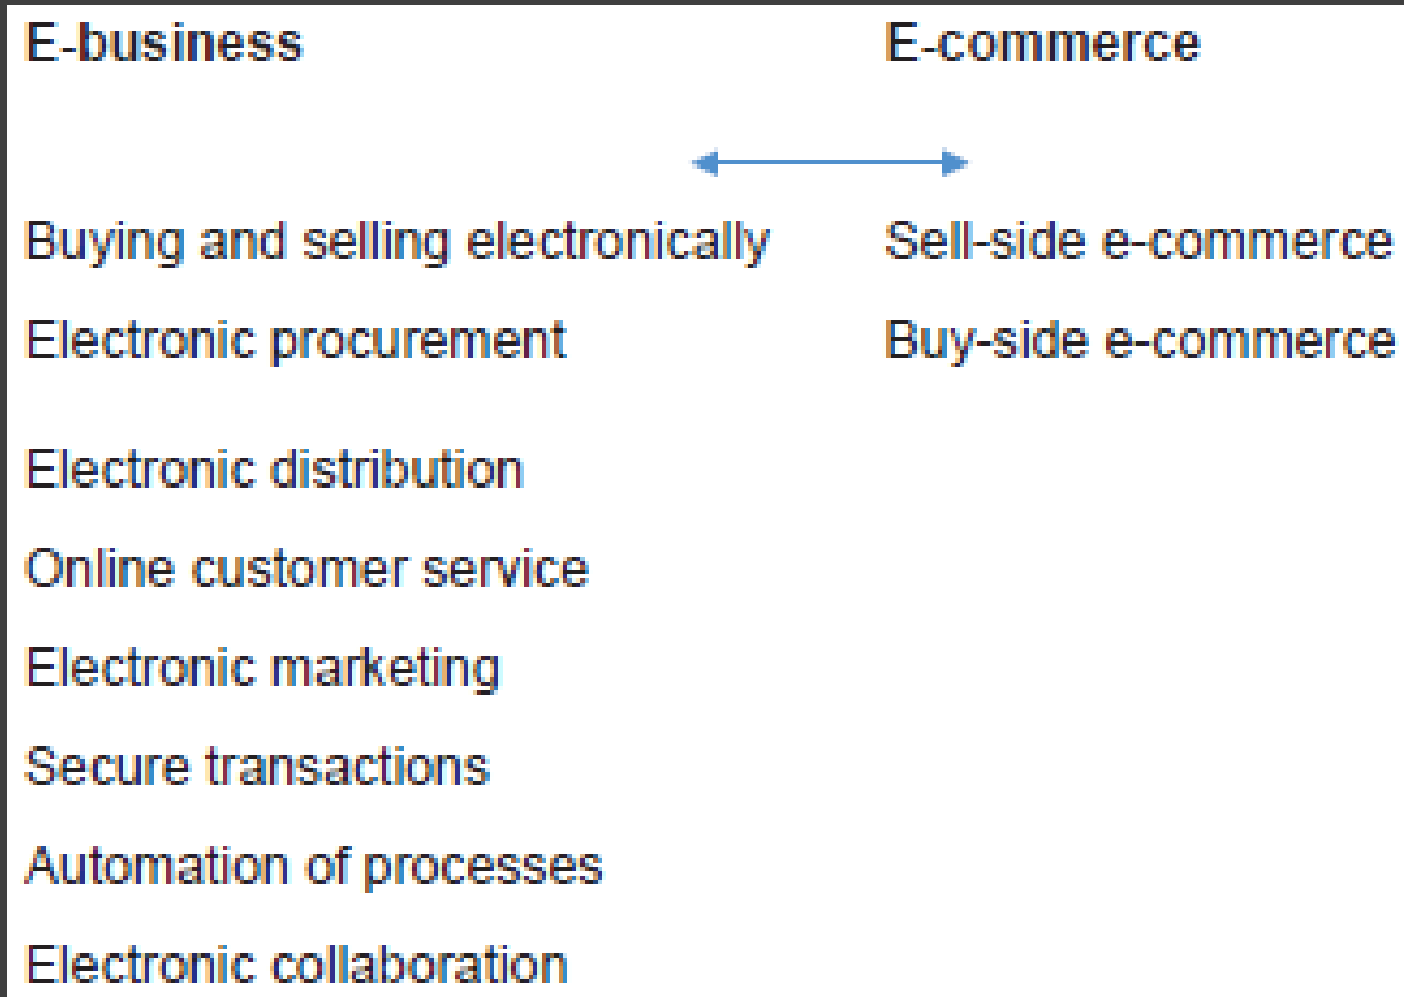 E-business E-commerce
Buying and selling electronically Sell-side e-commerce
Electronic procurement Buy-side e-commerce
Electronic distribution
Online customer service
Electronic marketing
Secure transactions
Automation of processes
Electronic collaboration